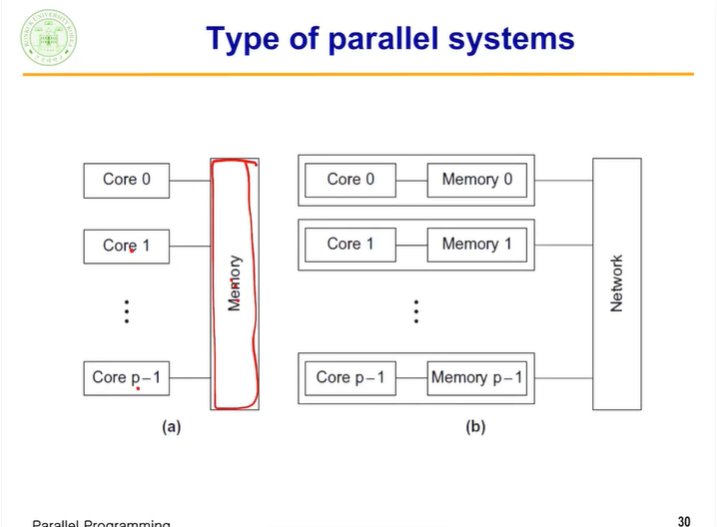 Type of parallel systems
Core 0
Core 1
Core p−1
Memory
(a)
Core 0
Memory 0
Core 1
Memory 1
Core p−1
Memory p−1
Network
(b)
Parallel Programming
30